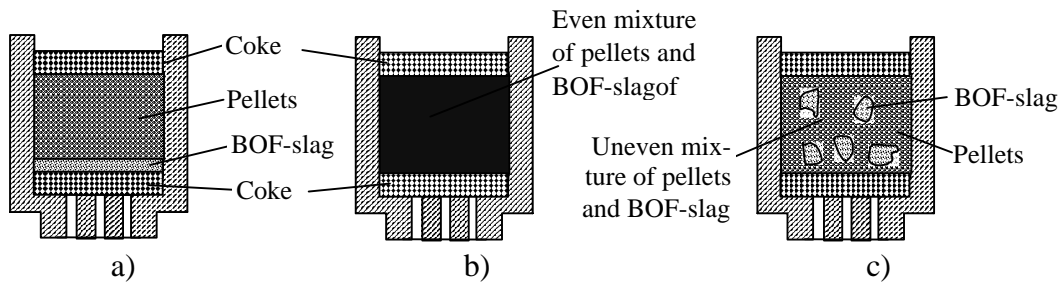 Coke
Pellets
BOF-slag
Coke
a)
Even mixture
of pellets and
BOF-slagof
b)
Uneven mix-
ture of pellets
and BOF-slag
BOF-slag
Pellets
c)